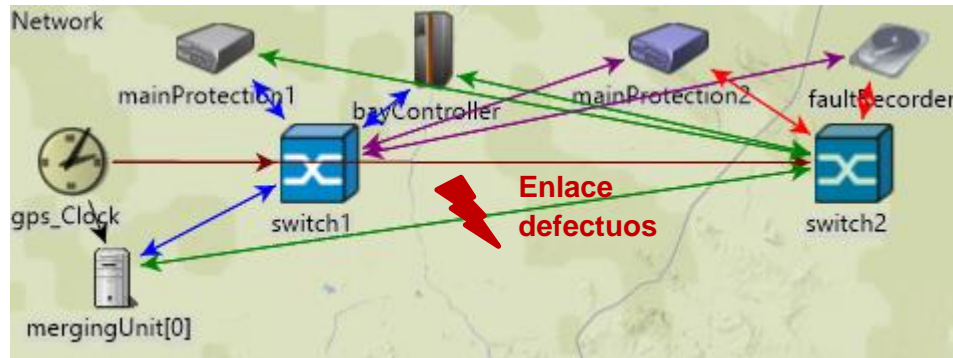 Network
mainProtection1
bayController
mainProtection2
faultRecorder
gps_Clock
switch1
Enlace
defectuos
switch2
mergingUnit[0]